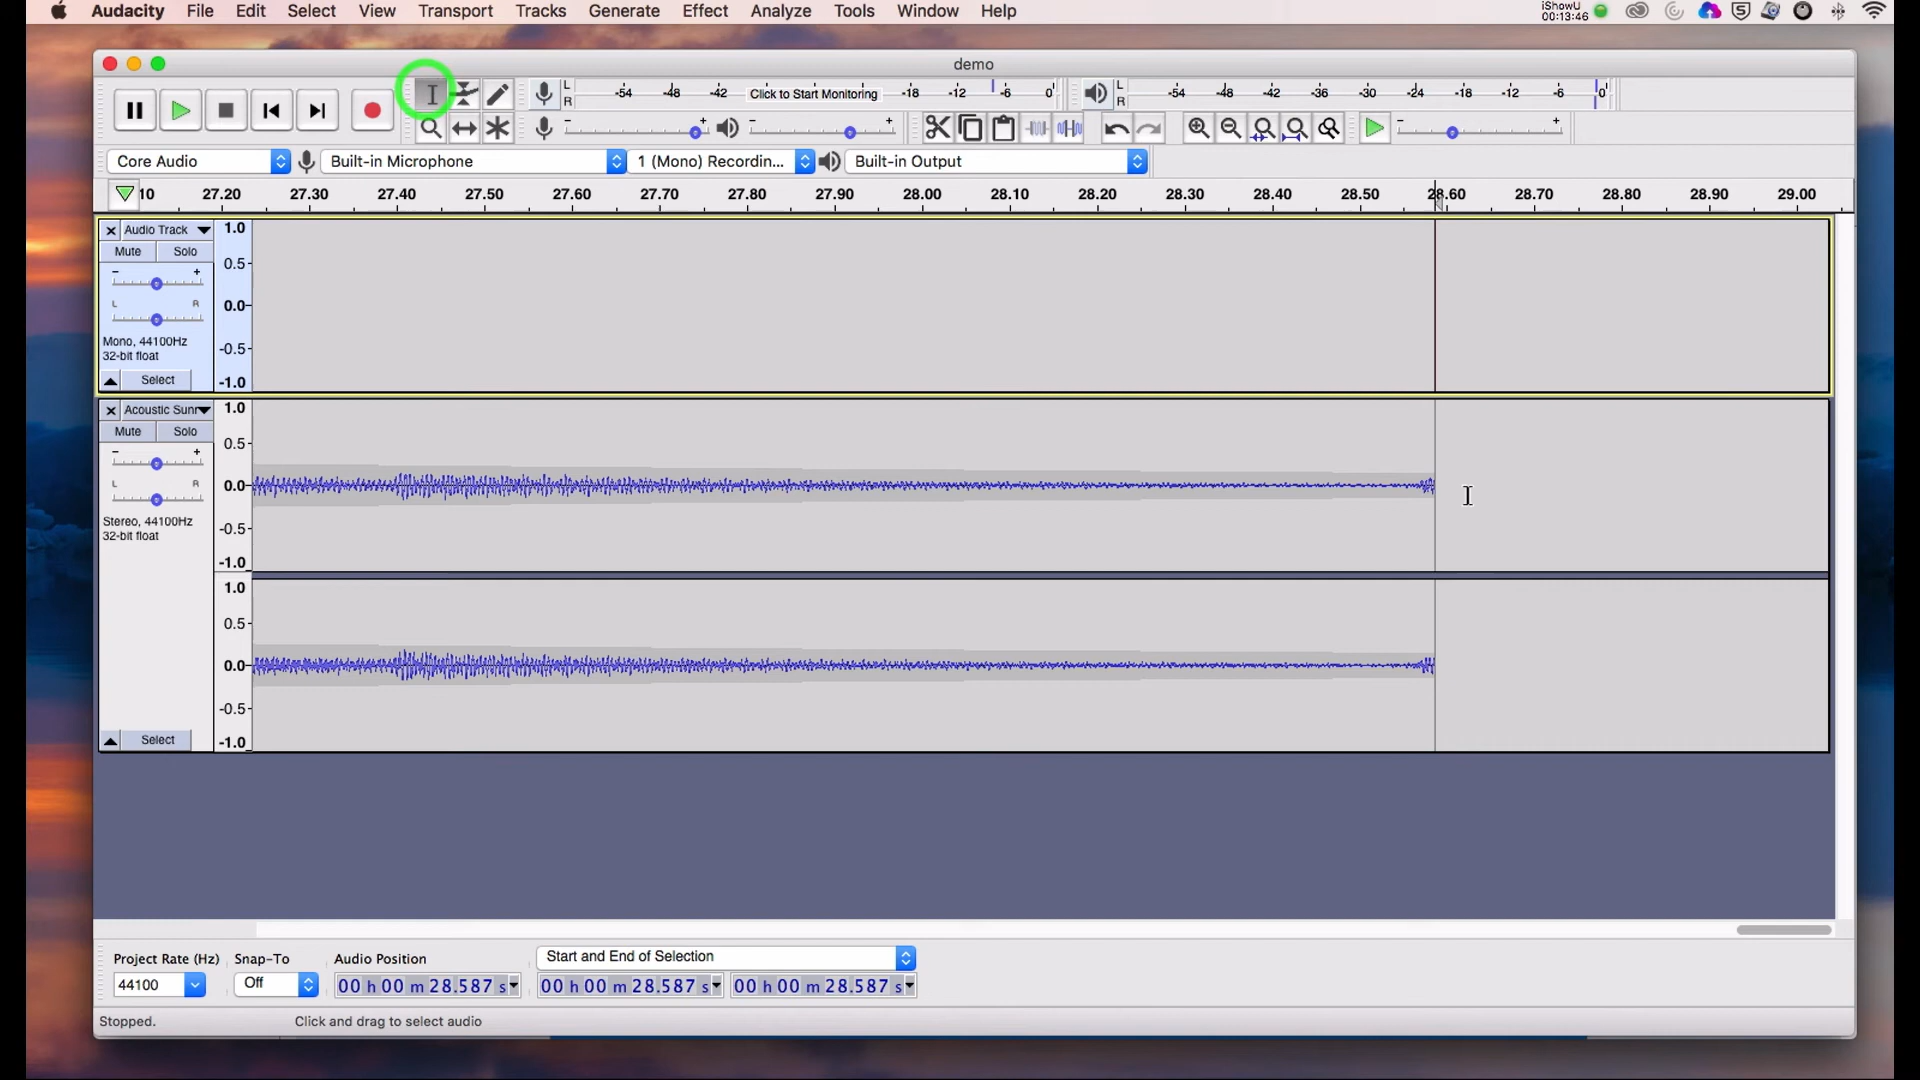 Audacity File Edit Select View Transport Tracks Generate Effect Analyze Tools Window Help iShowU 00:13:46
demo
L R -54 -48 -42 Click to Start Monitoring -18 -12 -6 0 L R -54 -48 -42 -36 -30 -24 -18 -12 -6 0
- + - + - +
Core Audio Built-in Microphone 1 (Mono) Recordin... Built-in Output
10 27.20 27.30 27.40 27.50 27.60 27.70 27.80 27.90 28.00 28.10 28.20 28.30 28.40 28.50 28.60 28.70 28.80 28.90 29.00
Audio Track 1.0
Mute Solo
- + 0.5
L R 0.0
Mono, 44100Hz -0.5
32-bit float
Select -1.0
Acoustic Sunr 1.0
Mute Solo 0.5
- +
L R 0.0
Stereo, 44100Hz -0.5
32-bit float
-1.0
1.0
0.5
0.0
-0.5
Select -1.0
Project Rate (Hz) Snap-To Audio Position Start and End of Selection
44100 Off 00 h 00 m 28.587 s 00 h 00 m 28.587 s 00 h 00 m 28.587 s
Stopped. Click and drag to select audio